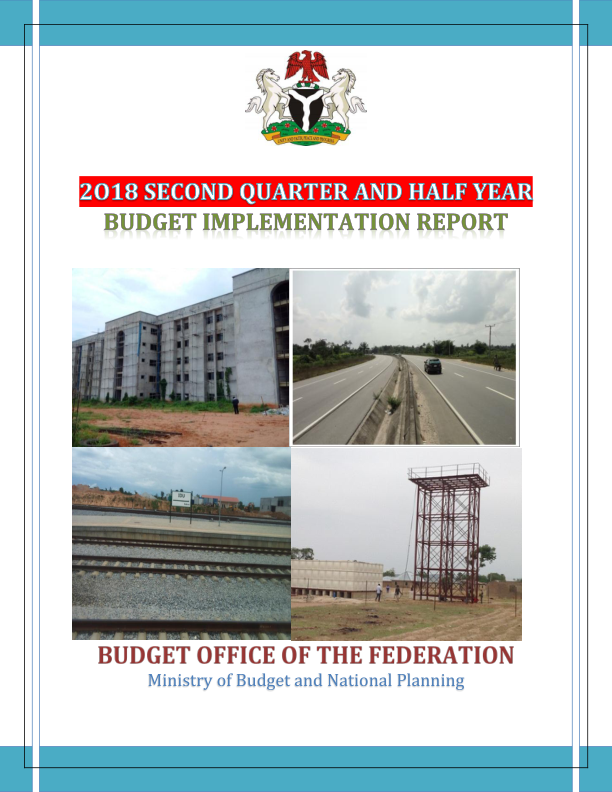 2018 SECOND QUARTER AND HALF YEAR
BUDGET IMPLEMENTATION REPORT
IDU
BUDGET OFFICE OF THE FEDERATION
Ministry of Budget and National Planning